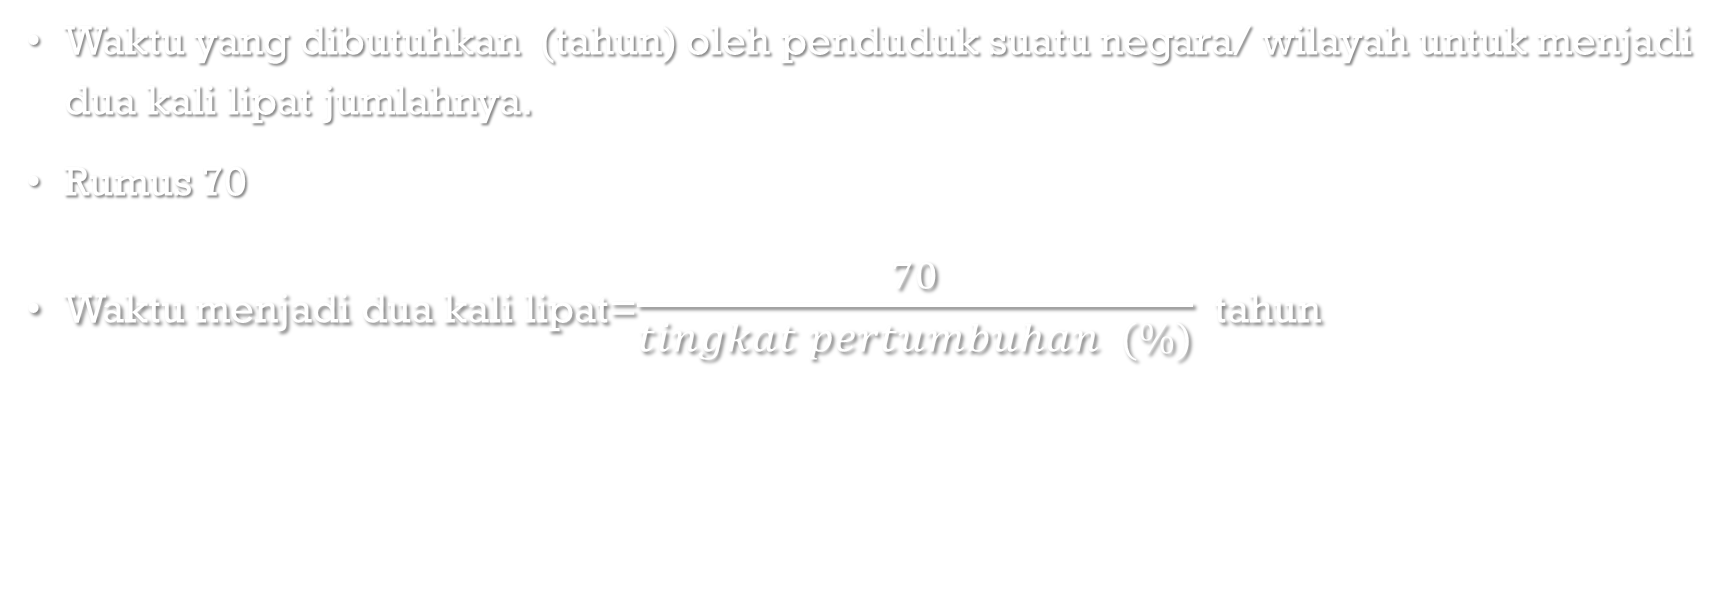 • Waktu yang dibutuhkan (tahun) oleh penduduk suatu negara/ wilayah untuk menjadi
dua kali lipat jumlahnya.
• Rumus 70
• Waktu menjadi dua kali lipat= 70 / tingkat pertumbuhan (%) tahun